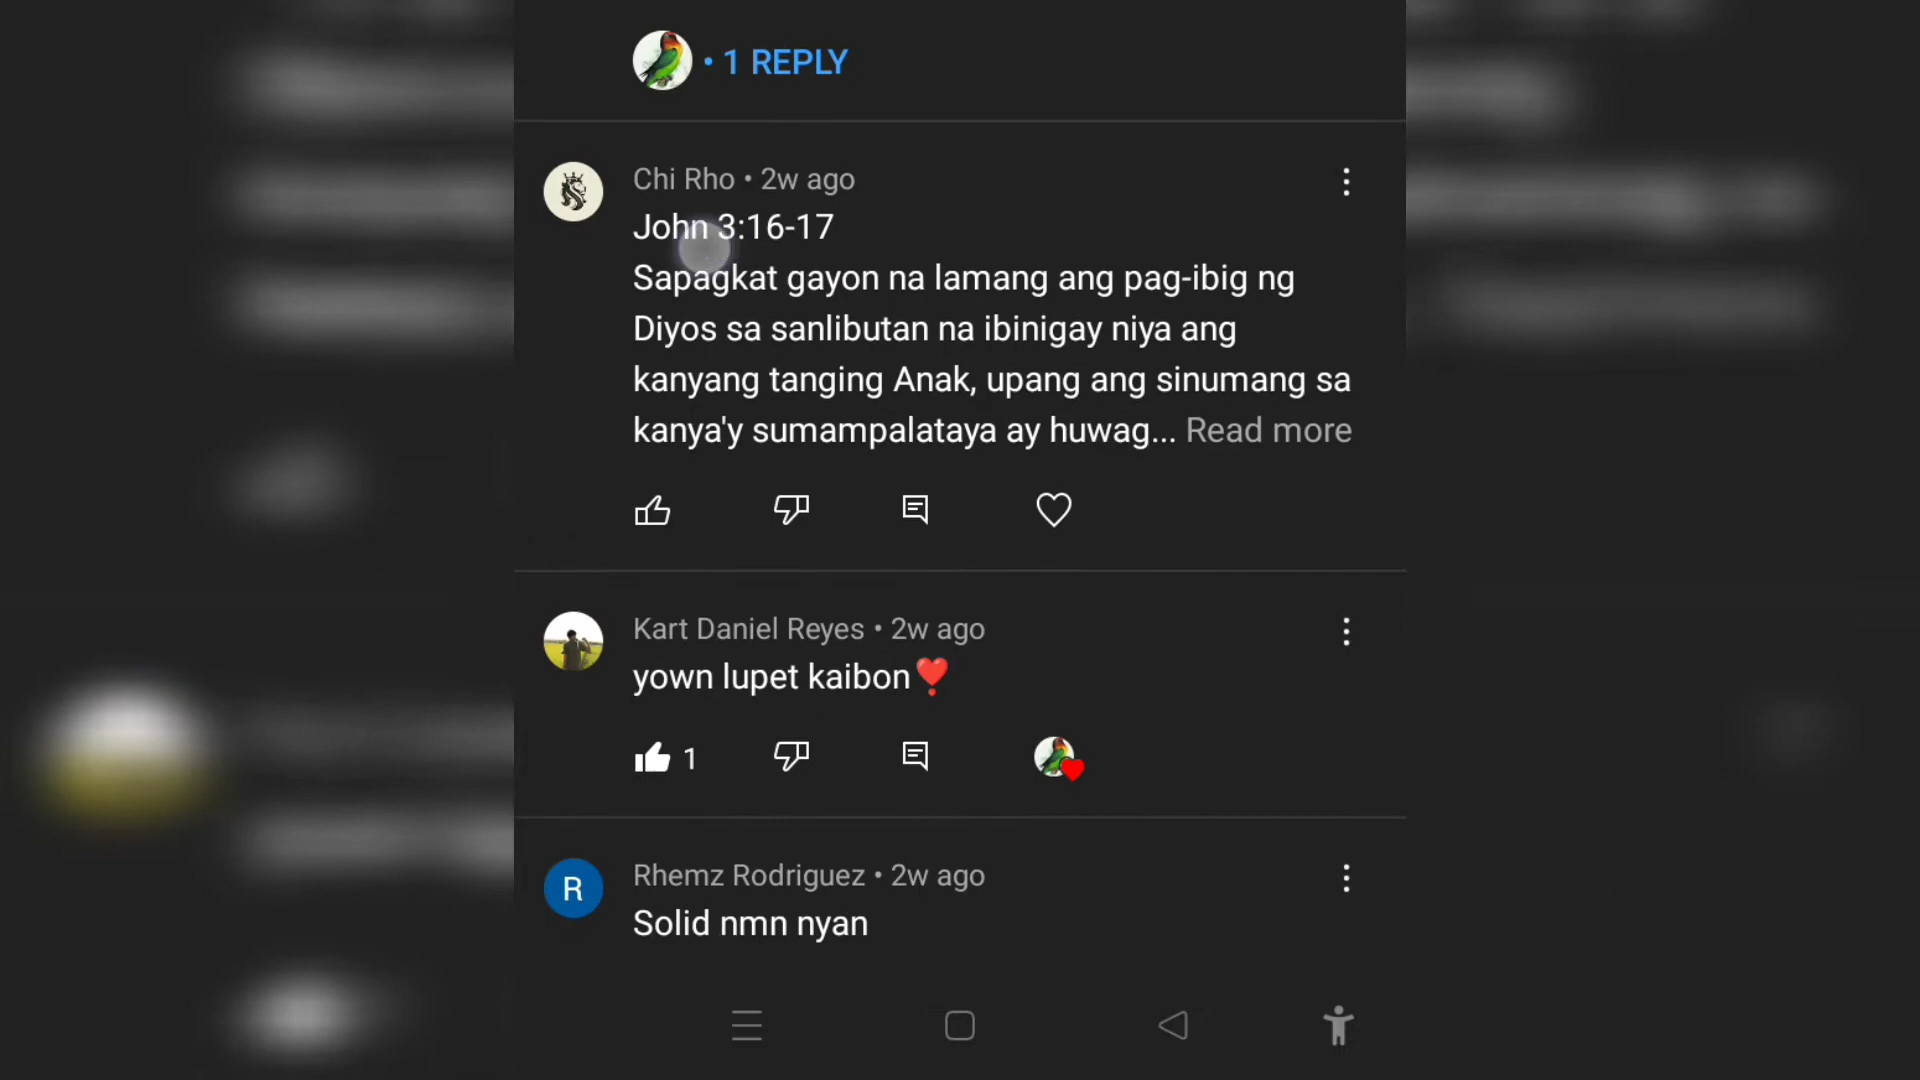 • 1 REPLY
Chi Rho • 2w ago
John 3:16-17
Sapagkat gayon na lamang ang pag-ibig ng
Diyos sa sanlibutan na ibinigay niya ang
kanyang tanging Anak, upang ang sinumang sa
kanya'y sumampalataya ay huwag... Read more
Kart Daniel Reyes • 2w ago
yown lupet kaibon❣️
1
R
Rhemz Rodriguez • 2w ago
Solid nmn nyan